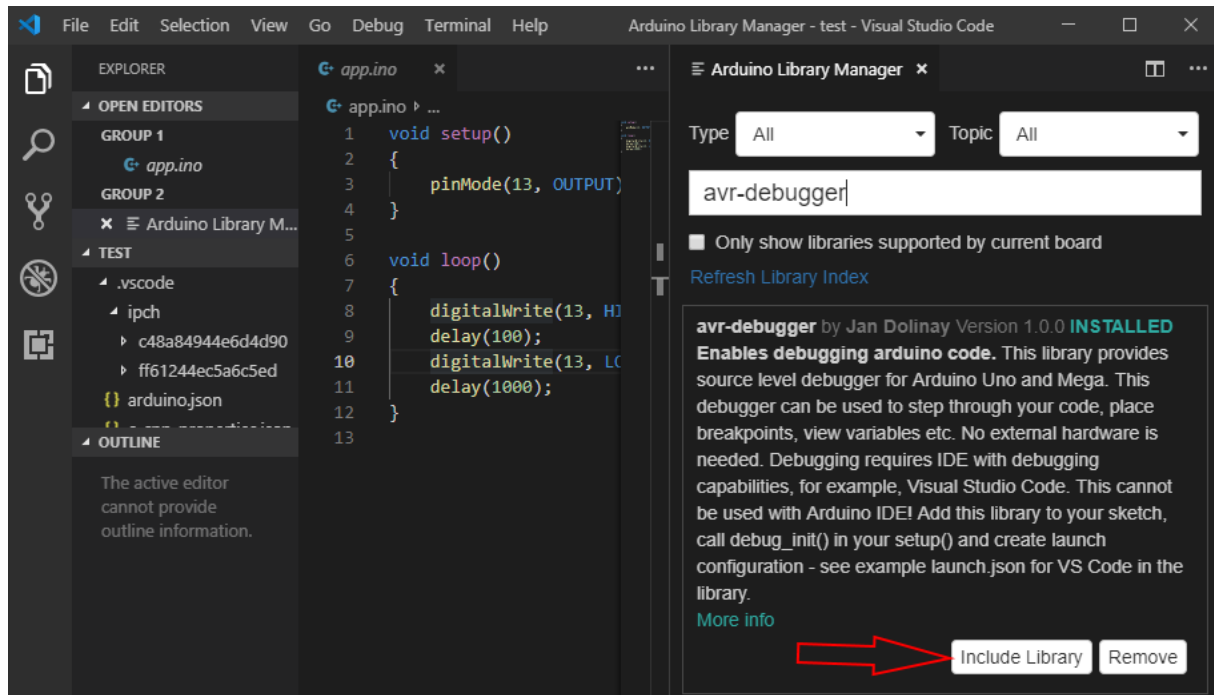 File Edit Selection View Go Debug Terminal Help Arduino Library Manager - test - Visual Studio Code
EXPLORER
OPEN EDITORS
GROUP 1
app.ino
GROUP 2
Arduino Library M...
TEST
.vscode
ipch
c48a84944e6d4d90
ff61244ec5a6c5ed
arduino.json
OUTLINE
The active editor
cannot provide
outline information.
app.ino
app.ino ...
1 void setup()
2 {
3 pinMode(13, OUTPUT)
4 }
5
6 void loop()
7 {
8 digitalWrite(13, HI
9 delay(100);
10 digitalWrite(13, LO
11 delay(1000);
12 }
13
Arduino Library Manager
Type All Topic All
avr-debugger
Only show libraries supported by current board
Refresh Library Index
avr-debugger by Jan Dolinay Version 1.0.0 INSTALLED
Enables debugging arduino code. This library provides
source level debugger for Arduino Uno and Mega. This
debugger can be used to step through your code, place
breakpoints, view variables etc. No external hardware is
needed. Debugging requires IDE with debugging
capabilities, for example, Visual Studio Code. This cannot
be used with Arduino IDE! Add this library to your sketch,
call debug_init() in your setup() and create launch
configuration - see example launch.json for VS Code in the
library.
More info
Include Library Remove